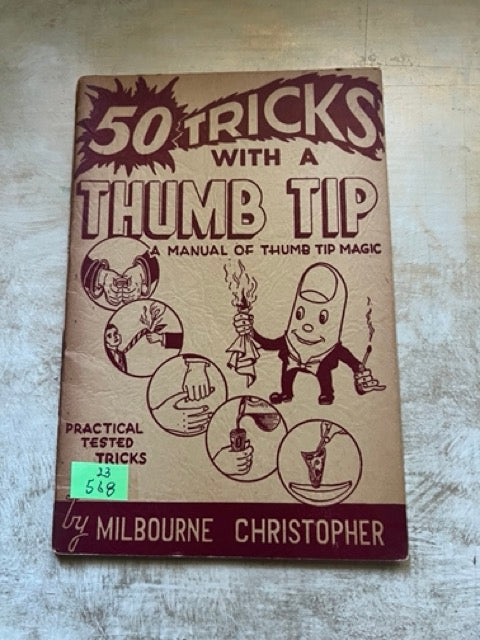 50 TRICKS
WITH A
THUMB TIP
A MANUAL OF THUMB TIP MAGIC
PRACTICAL
TESTED
TRICKS
23
568
by MILBOURNE CHRISTOPHER